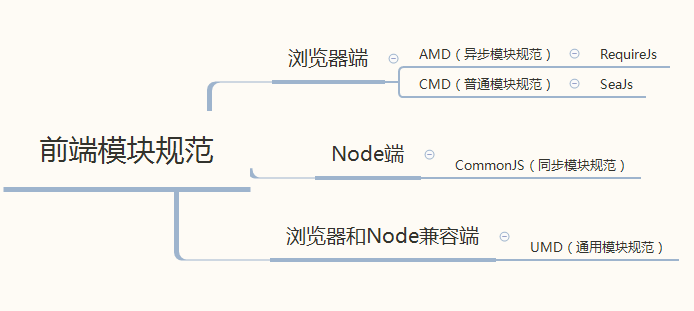 前端模块规范
浏览器端
AMD（异步模块规范）
RequireJs
CMD（普通模块规范）
SeaJs
Node端
CommonJS（同步模块规范）
浏览器和Node兼容端
UMD（通用模块规范）